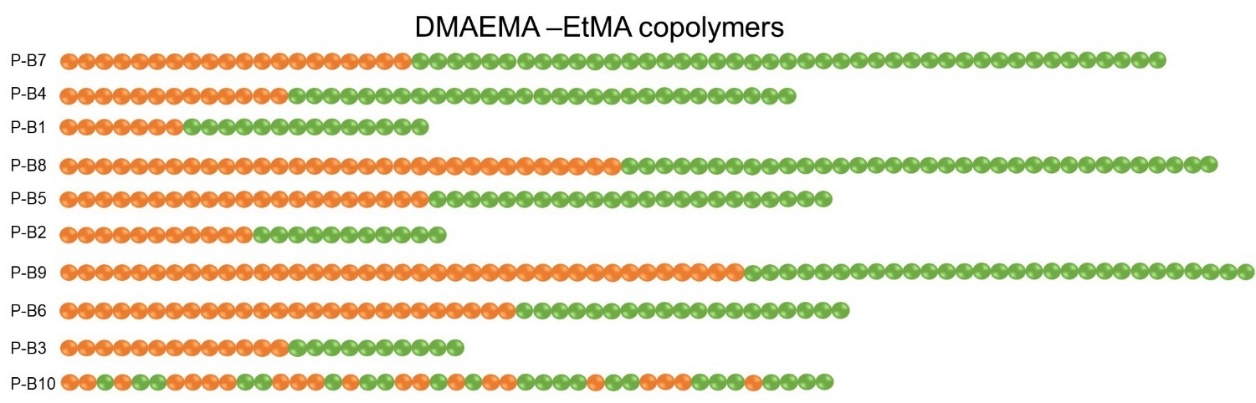 DMAEMA –EtMA copolymers
P-B7
P-B4
P-B1
P-B8
P-B5
P-B2
P-B9
P-B6
P-B3
P-B10